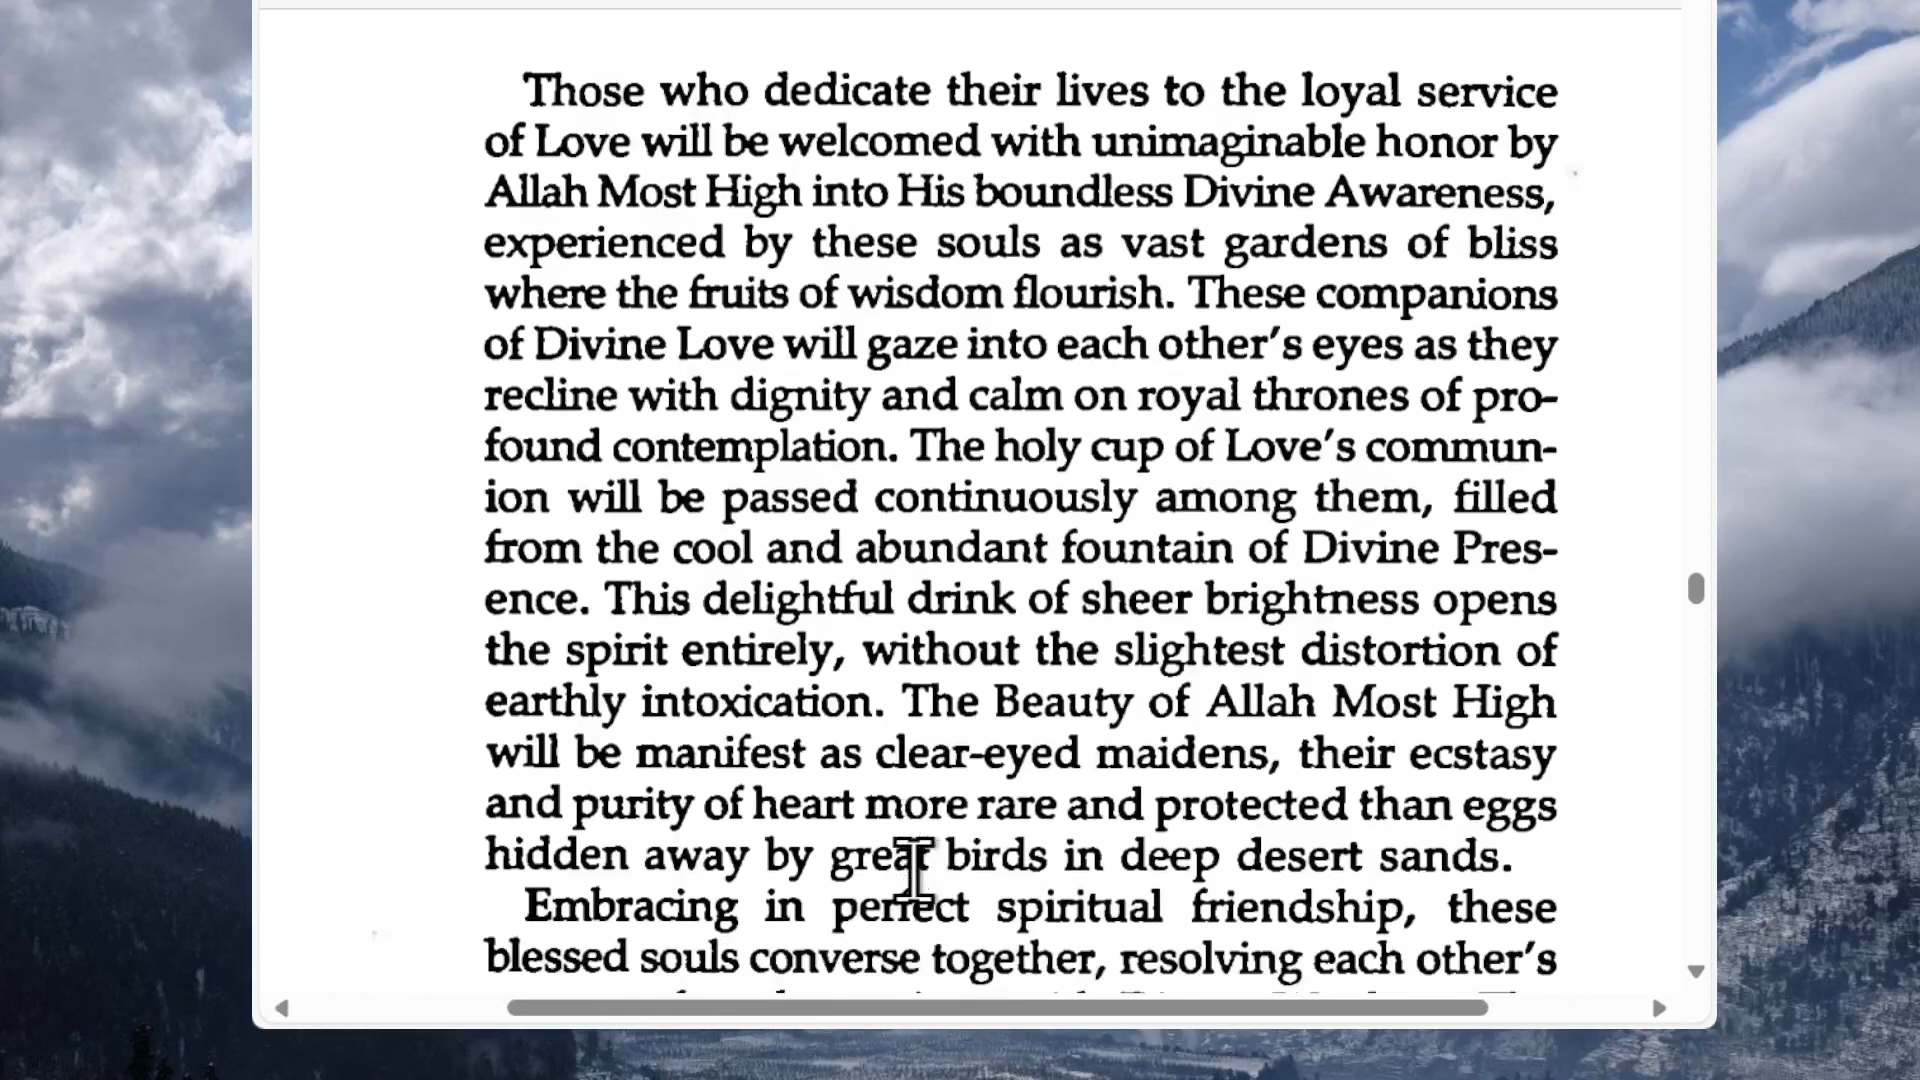 Those who dedicate their lives to the loyal service
of Love will be welcomed with unimaginable honor by
Allah Most High into His boundless Divine Awareness,
experienced by these souls as vast gardens of bliss
where the fruits of wisdom flourish. These companions
of Divine Love will gaze into each other's eyes as they
recline with dignity and calm on royal thrones of pro-
found contemplation. The holy cup of Love's commun-
ion will be passed continuously among them, filled
from the cool and abundant fountain of Divine Pres-
ence. This delightful drink of sheer brightness opens
the spirit entirely, without the slightest distortion of
earthly intoxication. The Beauty of Allah Most High
will be manifest as clear-eyed maidens, their ecstasy
and purity of heart more rare and protected than eggs
hidden away by great birds in deep desert sands.
Embracing in perfect spiritual friendship, these
blessed souls converse together, resolving each other's